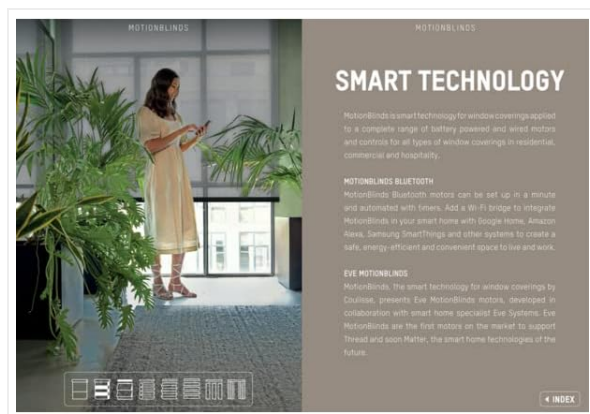 MOTIONBLINDS
MOTIONBLINDS
SMART TECHNOLOGY
MotionBlinds is smart technology for window coverings applied
to a complete range of battery powered and wired motors
and controls for all types of window coverings in residential,
commercial and hospitality.
MOTIONBLINDS BLUETOOTH
MotionBlinds Bluetooth motors can be set up in a minute
and automated with timers. Add a Wi-Fi bridge to integrate
MotionBlinds in your smart home with Google Home, Amazon
Alexa, Samsung SmartThings and other systems to create a
safe, energy-efficient and convenient space to live and work.
EVE MOTIONBLINDS
MotionBlinds, the smart technology for window coverings by
Coulisse, presents Eve MotionBlinds motors, developed in
collaboration with smart home specialist Eve Systems. Eve
MotionBlinds are the first motors on the market to support
Thread and soon Matter, the smart home technologies of the
future.
INDEX